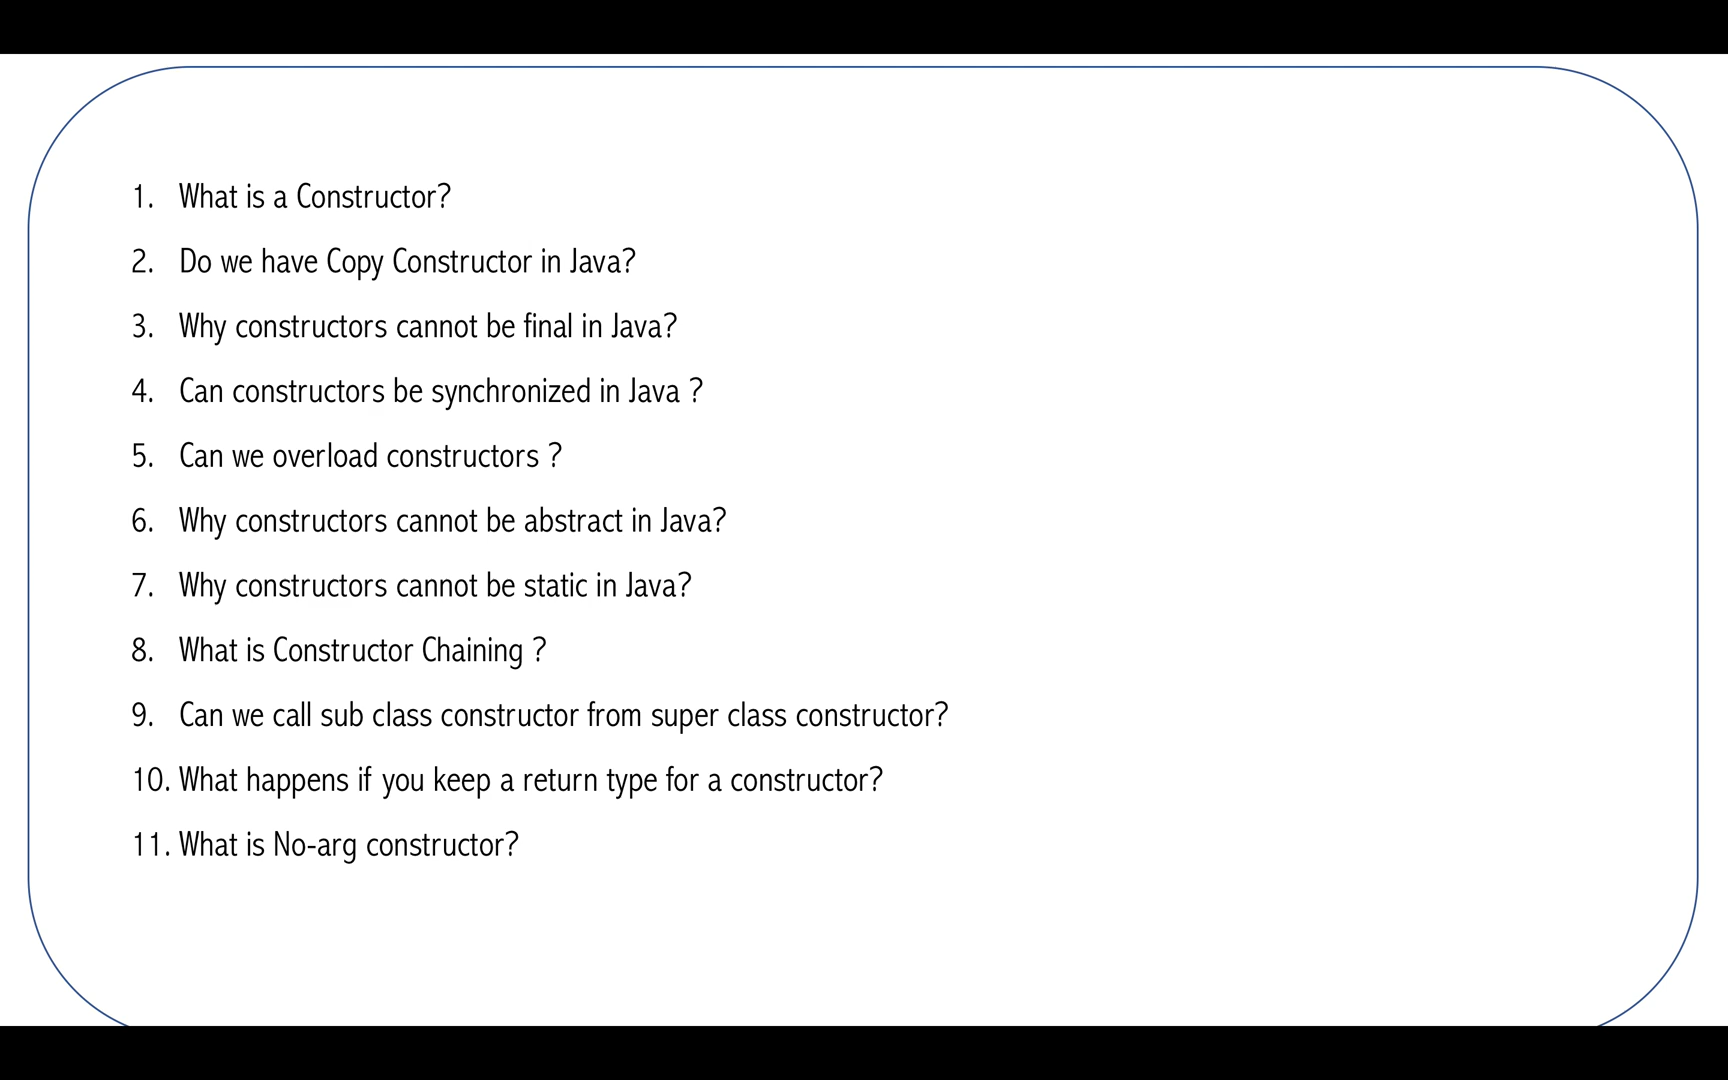 1. What is a Constructor?
2. Do we have Copy Constructor in Java?
3. Why constructors cannot be final in Java?
4. Can constructors be synchronized in Java ?
5. Can we overload constructors ?
6. Why constructors cannot be abstract in Java?
7. Why constructors cannot be static in Java?
8. What is Constructor Chaining ?
9. Can we call sub class constructor from super class constructor?
10. What happens if you keep a return type for a constructor?
11. What is No-arg constructor?